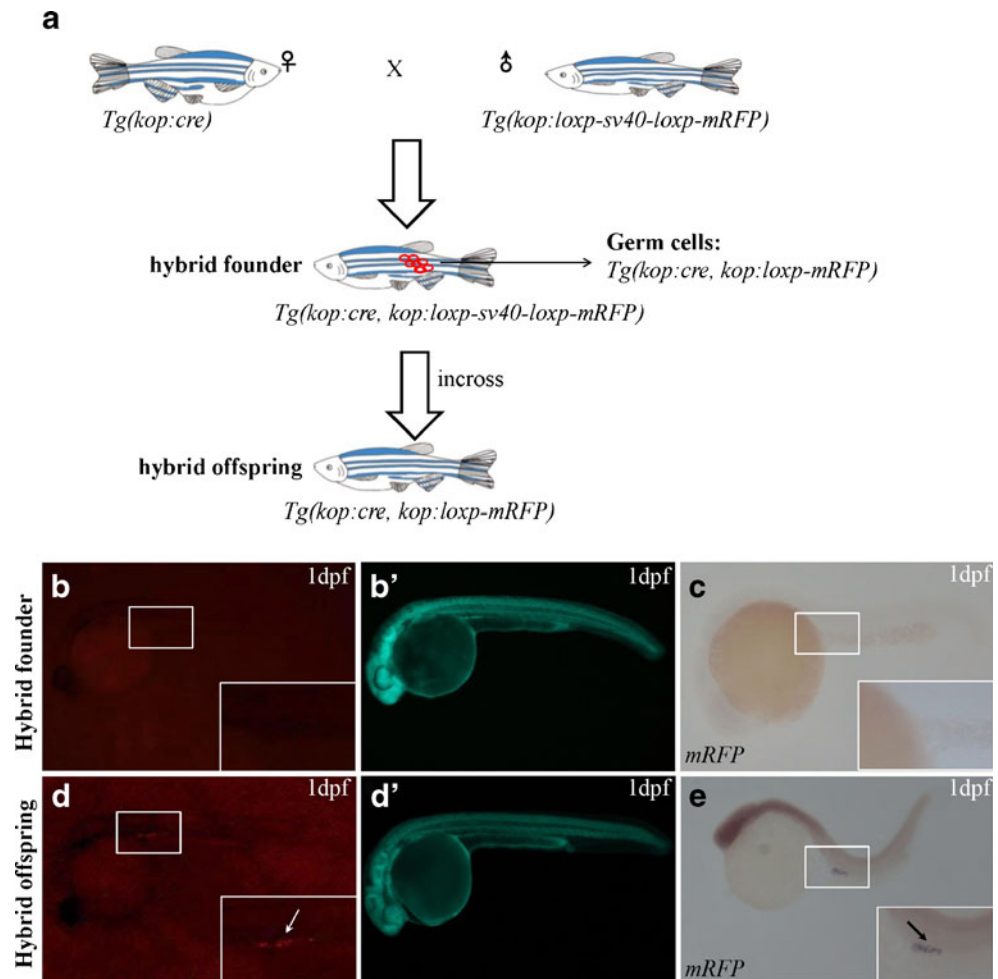 a
♀ X ♂
Tg(kop:cre) Tg(kop:loxp-sv40-loxp-mRFP)
hybrid founder
Germ cells:
Tg(kop:cre, kop:loxp-mRFP)
Tg(kop:cre, kop:loxp-sv40-loxp-mRFP)
incross
hybrid offspring
Tg(kop:cre, kop:loxp-mRFP)
Hybrid founder
b 1dpf
b' 1dpf
c 1dpf
mRFP
Hybrid offspring
d 1dpf
d' 1dpf
e 1dpf
mRFP